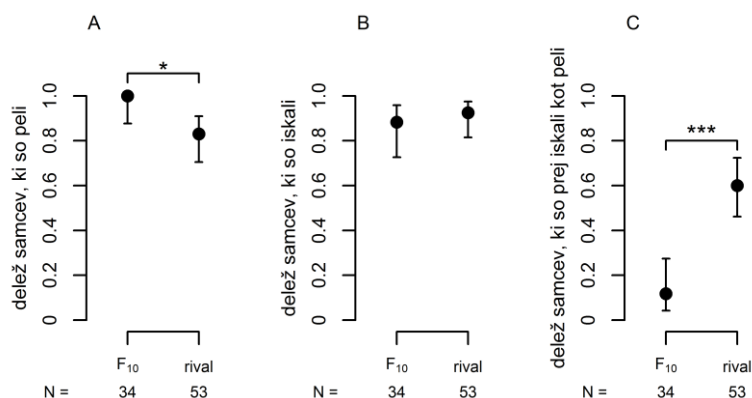 A
delež samcev, ki so peli
1.0
0.8
0.6
0.4
0.2
0
*
F10
rival
N =
34
53
B
delež samcev, ki so iskali
1.0
0.8
0.6
0.4
0.2
0
F10
rival
34
53
C
delež samcev, ki so prej iskali kot peli
1.0
0.8
0.6
0.4
0.2
0
***
F10
rival
34
53